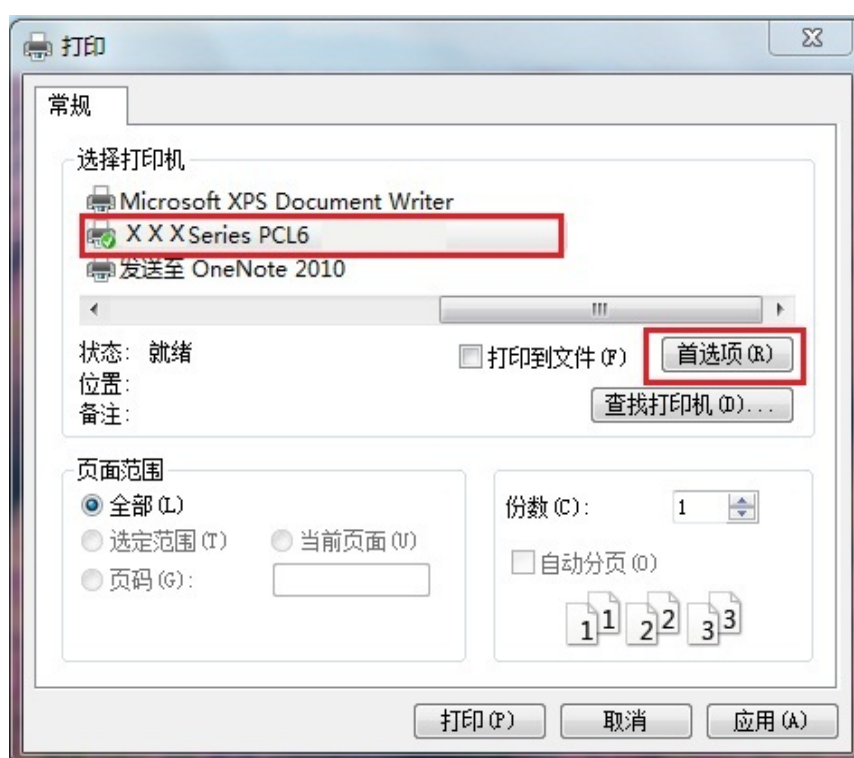 打印
常规
选择打印机
Microsoft XPS Document Writer
X X X Series PCL6
发送至 OneNote 2010
状态: 就绪
打印到文件(F) 首选项(R)
位置:
查找打印机(D)...
备注:
页面范围
全部(L)
选定范围(T) 当前页面(U)
页码(G):
份数(C): 1
自动分页(O)
1 1 2 2 3 3
打印(P) 取消 应用(A)